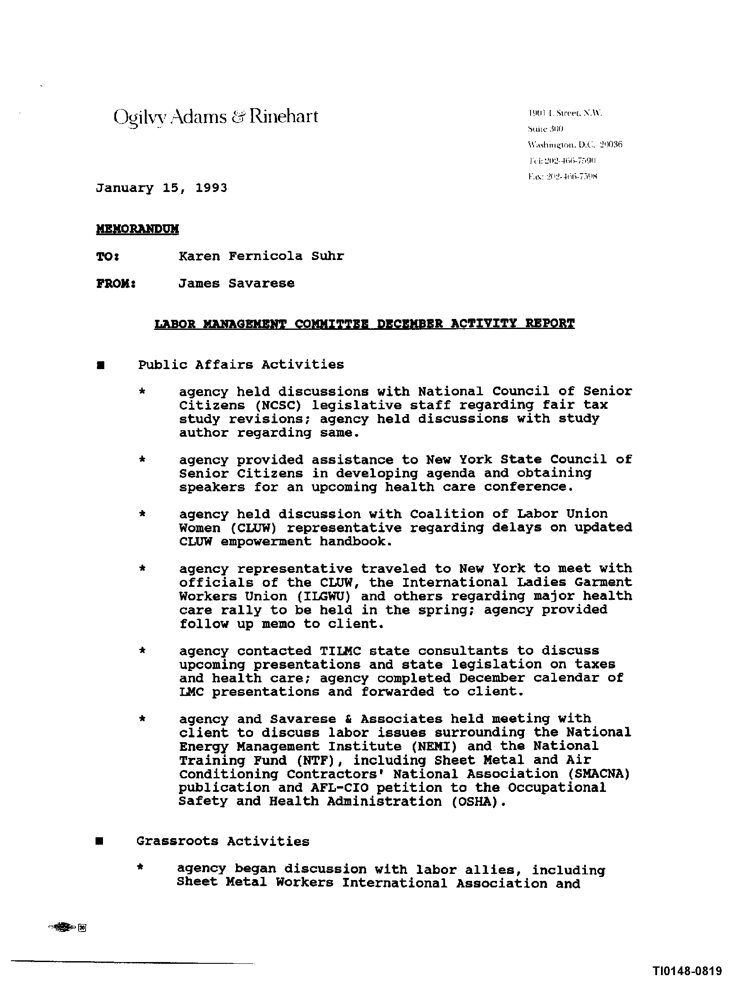 Ogilvy Adams & Rinehart
1901 L Street, N.W.
Suite 300
Washington, D.C. 20036
Tel: 202-466-7590
Fax: 202-466-7598
January 15, 1993
MEMORANDUM
TO: Karen Fernicola Suhr
FROM: James Savarese
LABOR MANAGEMENT COMMITTEE DECEMBER ACTIVITY REPORT
■ Public Affairs Activities
* agency held discussions with National Council of Senior
Citizens (NCSC) legislative staff regarding fair tax
study revisions; agency held discussions with study
author regarding same.
* agency provided assistance to New York State Council of
Senior Citizens in developing agenda and obtaining
speakers for an upcoming health care conference.
* agency held discussion with Coalition of Labor Union
Women (CLUW) representative regarding delays on updated
CLUW empowerment handbook.
* agency representative traveled to New York to meet with
officials of the CLUW, the International Ladies Garment
Workers Union (ILGWU) and others regarding major health
care rally to be held in the spring; agency provided
follow up memo to client.
* agency contacted TILMC state consultants to discuss
upcoming presentations and state legislation on taxes
and health care; agency completed December calendar of
LMC presentations and forwarded to client.
* agency and Savarese & Associates held meeting with
client to discuss labor issues surrounding the National
Energy Management Institute (NEMI) and the National
Training Fund (NTF), including Sheet Metal and Air
Conditioning Contractors' National Association (SMACNA)
publication and AFL-CIO petition to the Occupational
Safety and Health Administration (OSHA).
■ Grassroots Activities
* agency began discussion with labor allies, including
Sheet Metal Workers International Association and
TI0148-0819